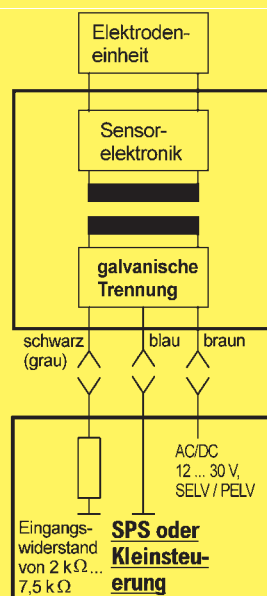 Elektroden-
einheit
Sensor-
elektronik
galvanische
Trennung
schwarz
(grau)
blau
braun
AC/DC
12 ... 30 V,
SELV / PELV
Eingangs-
widerstand
von 2 kΩ...
7,5 kΩ
SPS oder
Kleinsteu-
erung